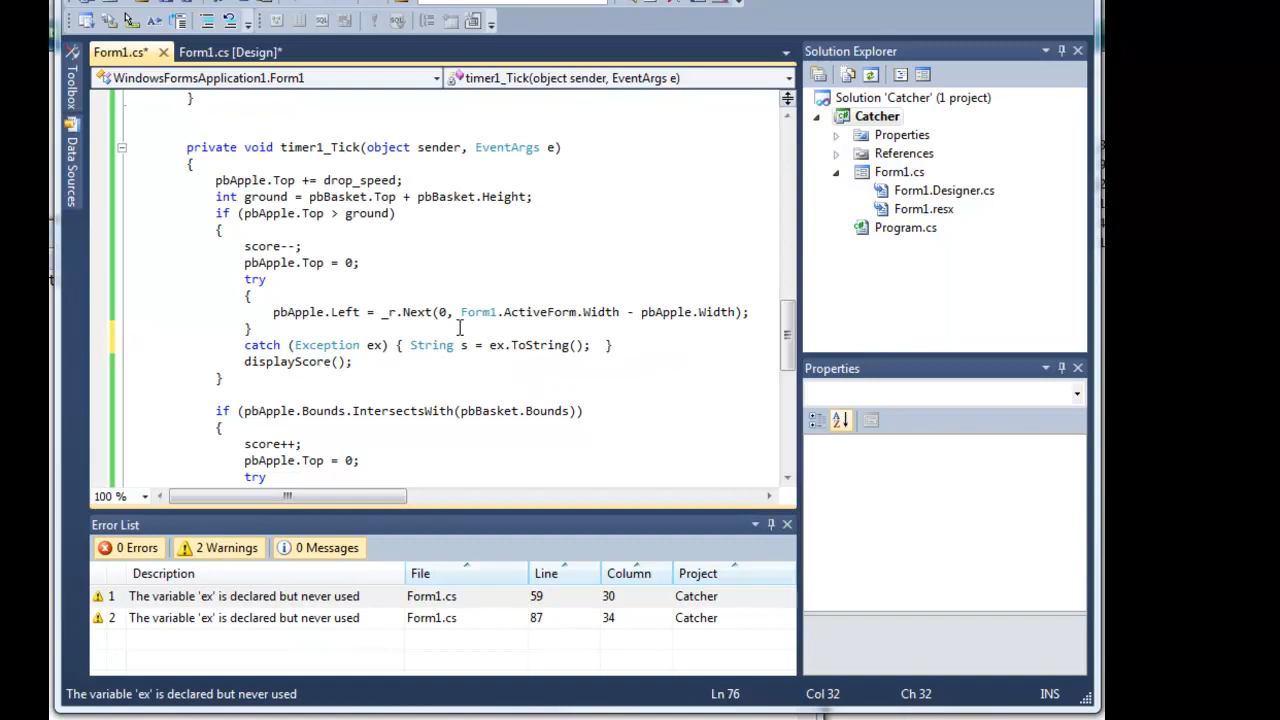 Form1.cs* Form1.cs [Design]*
WindowsFormsApplication1.Form1 timer1_Tick(object sender, EventArgs e)
Toolbox
Data Sources
}
private void timer1_Tick(object sender, EventArgs e)
{
pbApple.Top += drop_speed;
int ground = pbBasket.Top + pbBasket.Height;
if (pbApple.Top > ground)
{
score--;
pbApple.Top = 0;
try
{
pbApple.Left = _r.Next(0, Form1.ActiveForm.Width - pbApple.Width);
}
catch (Exception ex) { String s = ex.ToString(); }
displayScore();
}
if (pbApple.Bounds.IntersectsWith(pbBasket.Bounds))
{
score++;
pbApple.Top = 0;
try
100 %
Solution Explorer
Solution 'Catcher' (1 project)
Catcher
Properties
References
Form1.cs
Form1.Designer.cs
Form1.resx
Program.cs
Properties
Error List
0 Errors 2 Warnings 0 Messages
Description File Line Column Project
1 The variable 'ex' is declared but never used Form1.cs 59 30 Catcher
2 The variable 'ex' is declared but never used Form1.cs 87 34 Catcher
The variable 'ex' is declared but never used Ln 76 Col 32 Ch 32 INS